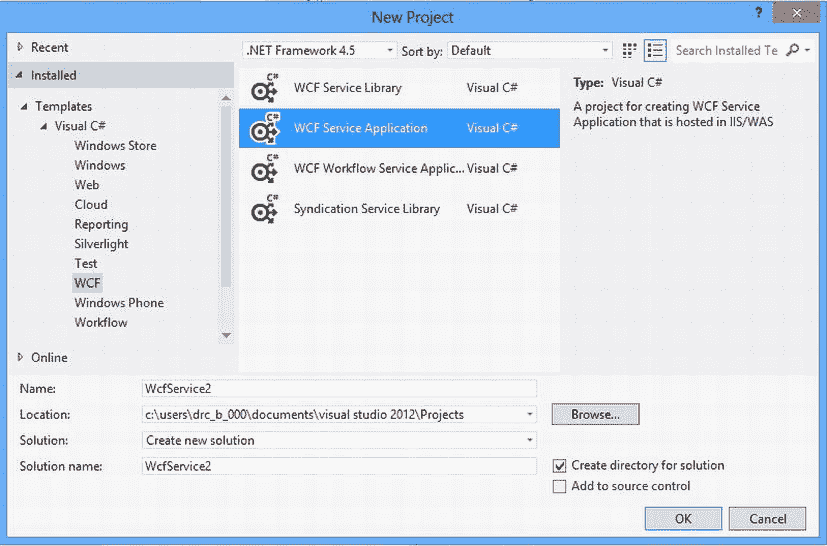 New Project
?
Recent
.NET Framework 4.5
Sort by: Default
Search Installed Te
Installed
Templates
Visual C#
Windows Store
Windows
Web
Cloud
Reporting
Silverlight
Test
WCF
Windows Phone
Workflow
Online
C#
WCF Service Library Visual C#
C#
WCF Service Application Visual C#
C#
WCF Workflow Service Applic... Visual C#
C#
Syndication Service Library Visual C#
Type: Visual C#
A project for creating WCF Service
Application that is hosted in IIS/WAS
Name: WcfService2
Location: c:\users\drc_b_000\documents\visual studio 2012\Projects
Browse...
Solution: Create new solution
Solution name: WcfService2
Create directory for solution
Add to source control
OK Cancel